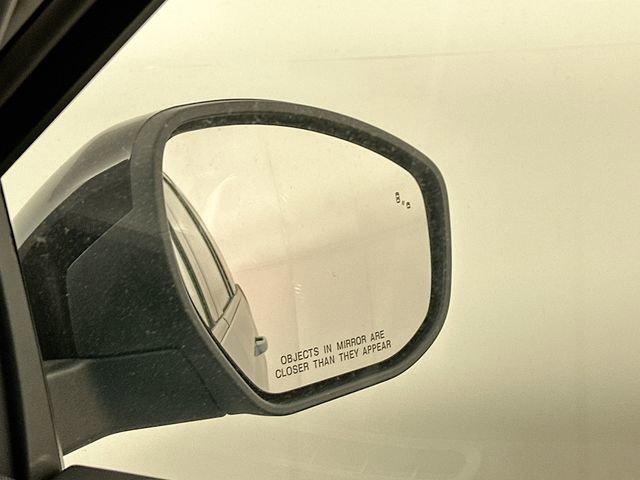 OBJECTS IN MIRROR ARE
CLOSER THAN THEY APPEAR